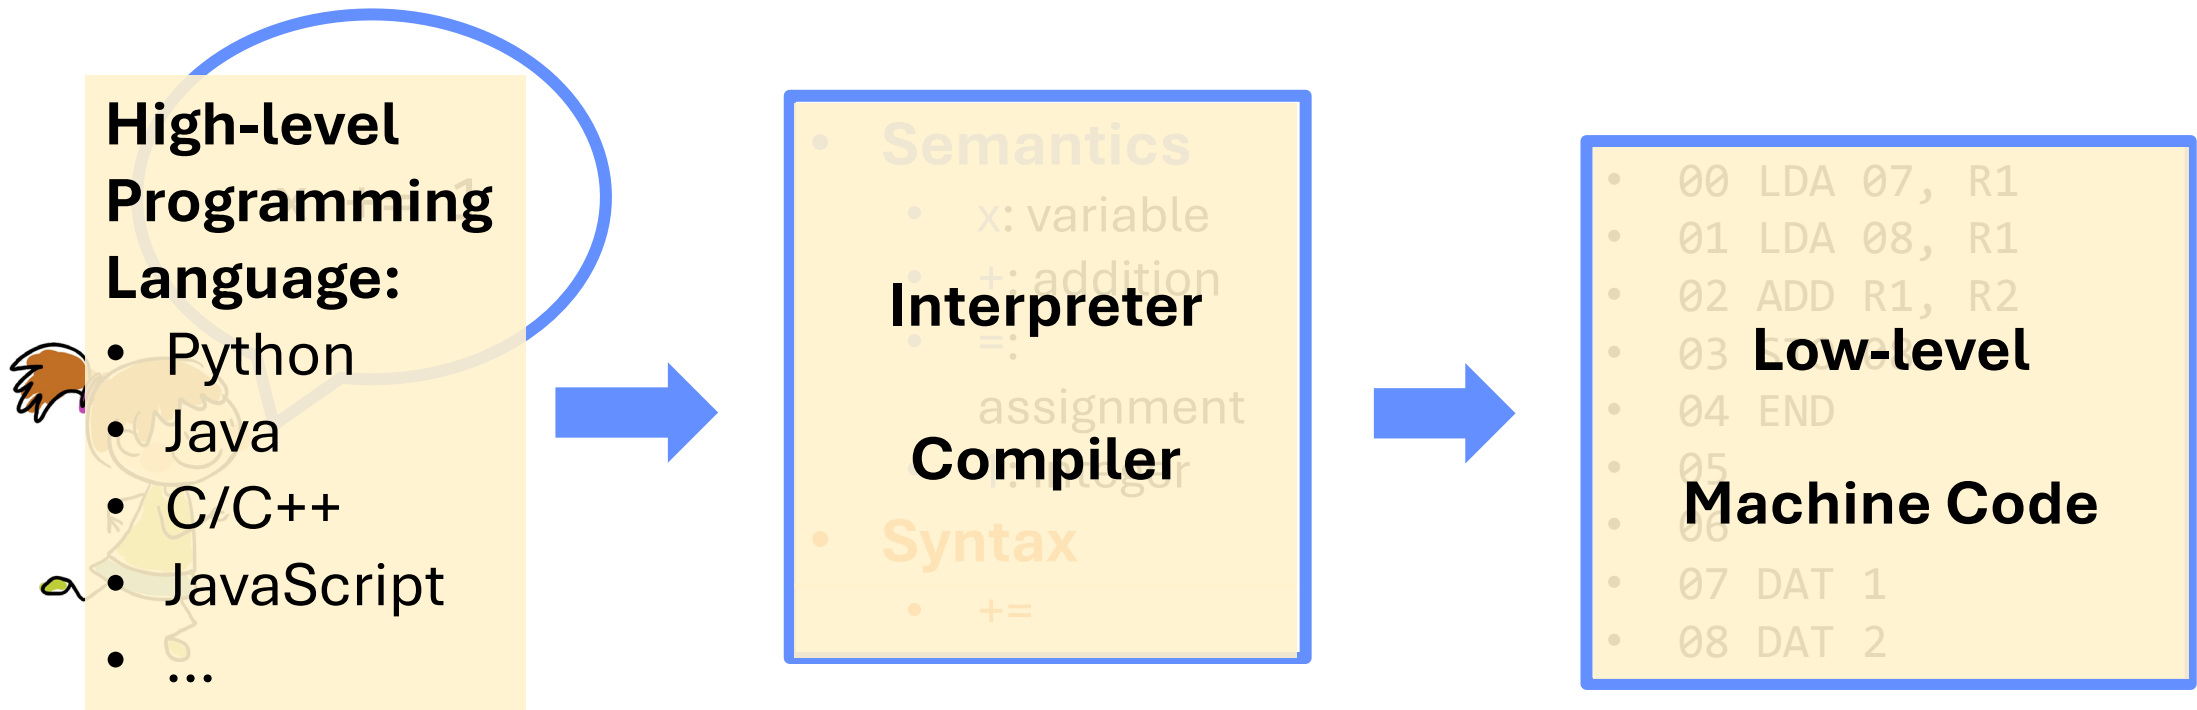 High-level
Programming
Language:
• Python
• Java
• C/C++
• JavaScript
• ...
• Semantics
• x: variable
• +: addition
• =:
assignment
: integer
• Syntax
• +=
Interpreter
Compiler
• 00 LDA 07, R1
• 01 LDA 08, R1
• 02 ADD R1, R2
• 03
• 04 END
• 05
• 06
• 07 DAT 1
• 08 DAT 2
Low-level
Machine Code